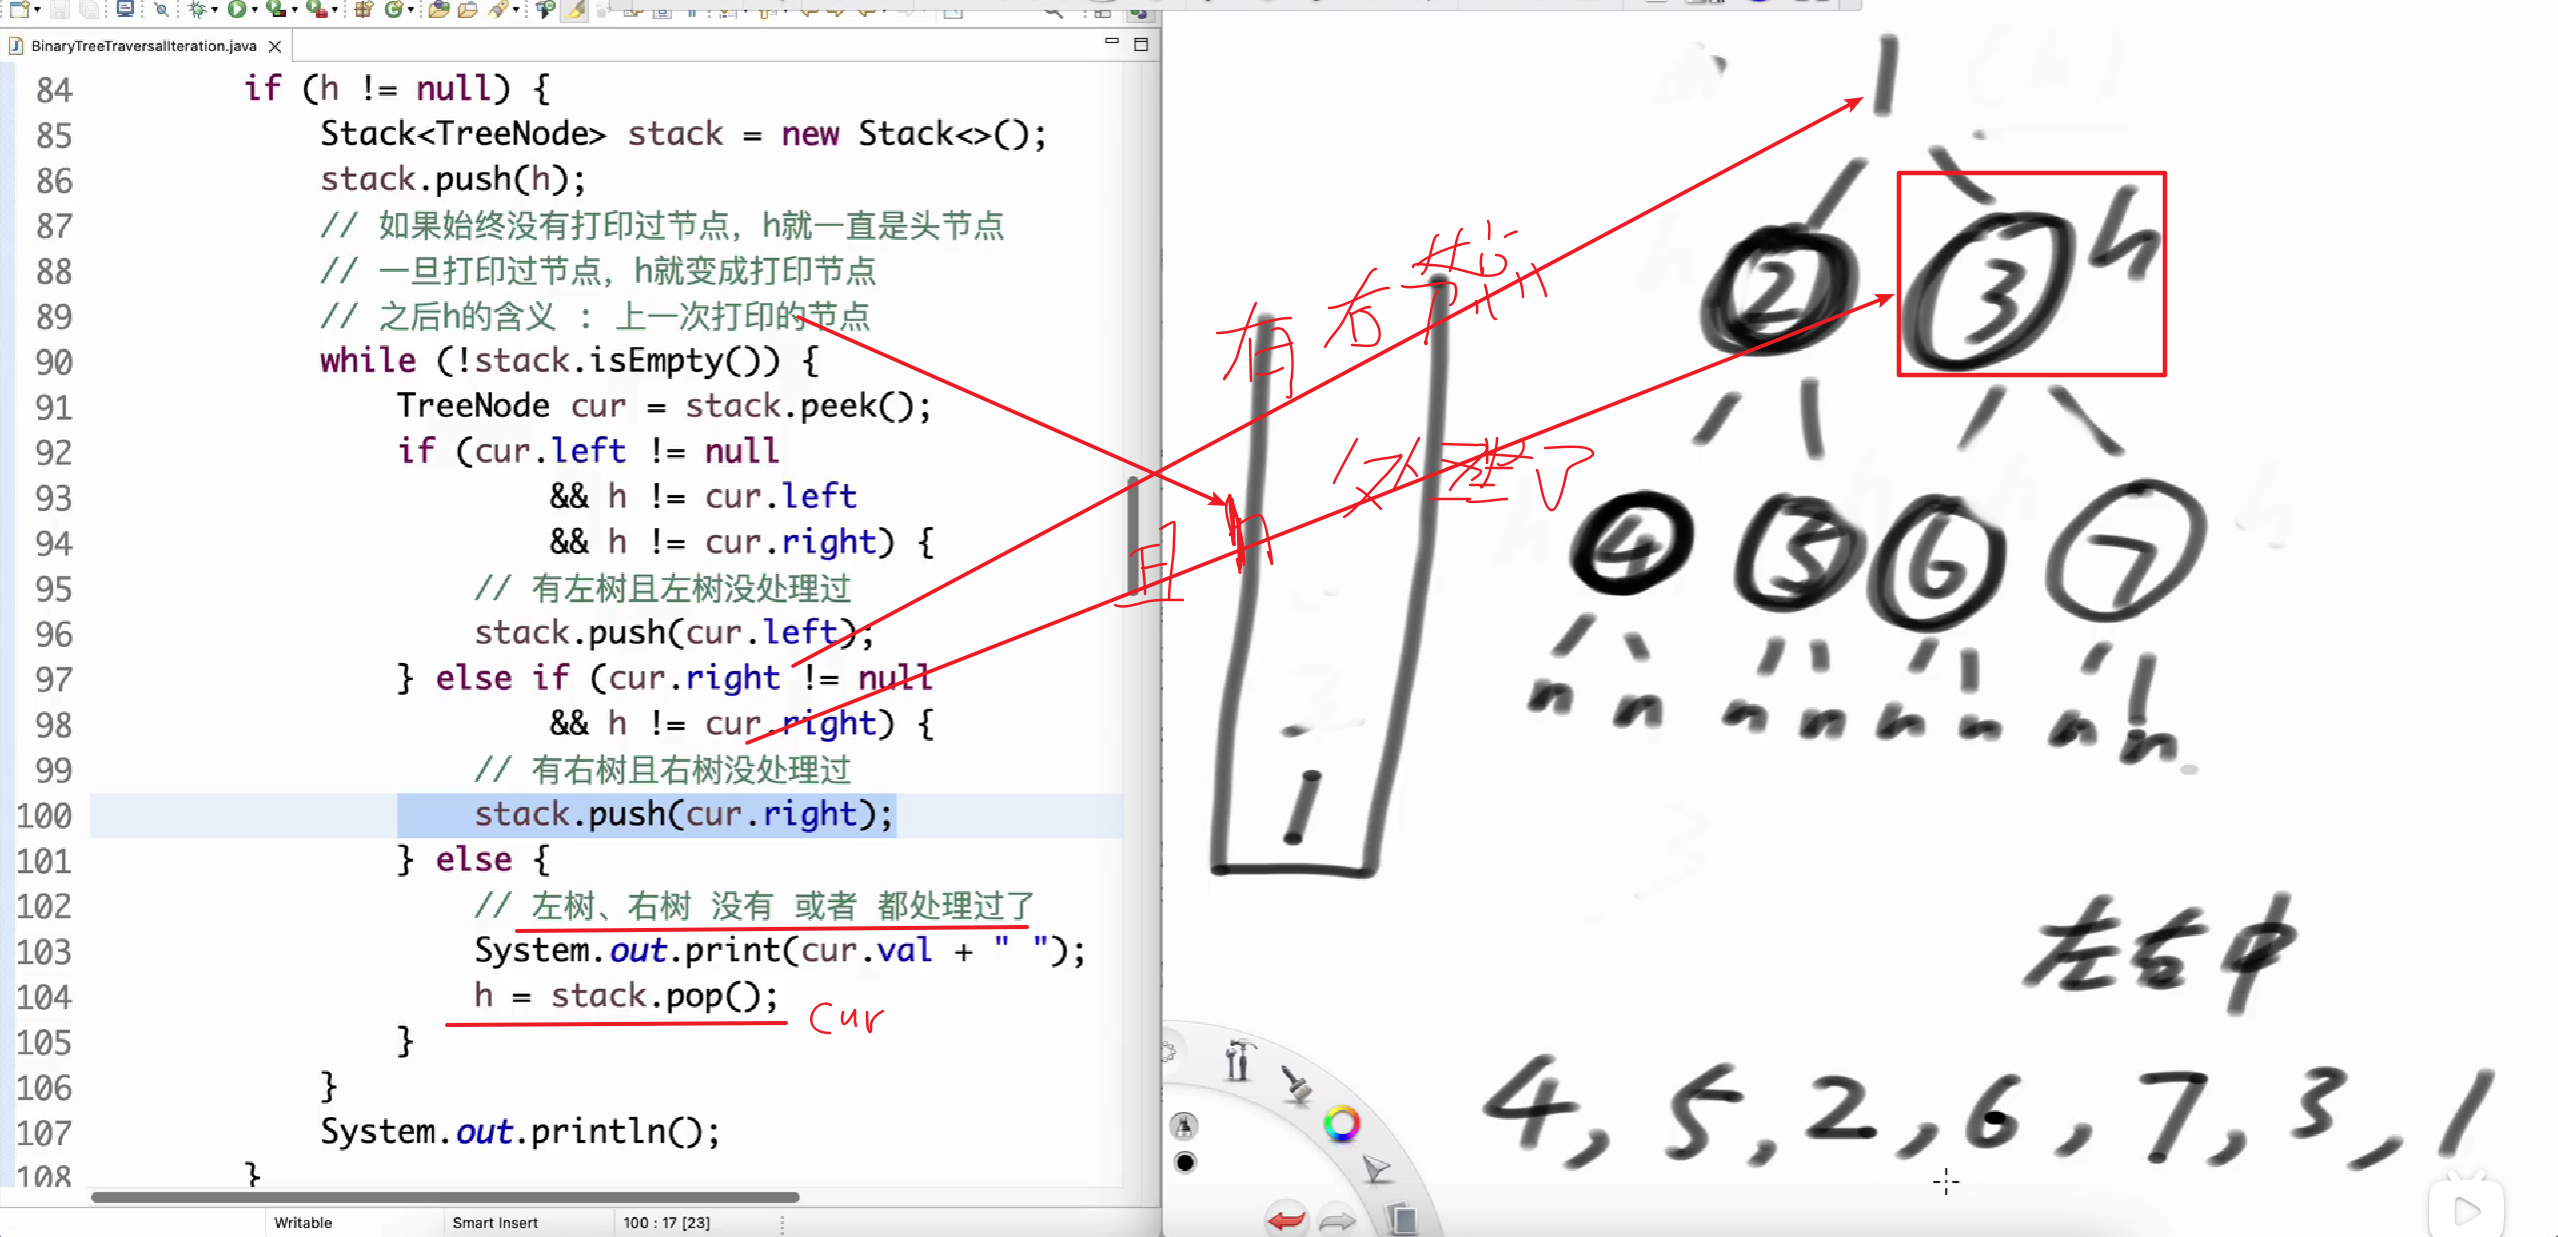 BinaryTreeTraversalIteration.java
84 if (h != null) {
85 Stack<TreeNode> stack = new Stack<>();
86 stack.push(h);
87 // 如果始终没有打印过节点，h就一直是头节点
88 // 一旦打印过节点，h就变成打印节点
89 // 之后h的含义 : 上一次打印的节点
90 while (!stack.isEmpty()) {
91 TreeNode cur = stack.peek();
92 if (cur.left != null
93 && h != cur.left
94 && h != cur.right) {
95 // 有左树且左树没处理过
96 stack.push(cur.left);
97 } else if (cur.right != null
98 && h != cur.right) {
99 // 有右树且右树没处理过
100 stack.push(cur.right);
101 } else {
102 // 左树、右树 没有 或者 都处理过了
103 System.out.print(cur.val + " ");
104 h = stack.pop();
cur
105 }
106 }
107 System.out.println();
108 }
Writable
Smart Insert
100 : 17 [23]
1
2 3 h
有右
且 处理了
h
4 5 6 7
n n n n n n n n
1
左右中
4, 5, 2, 6, 7, 3, 1